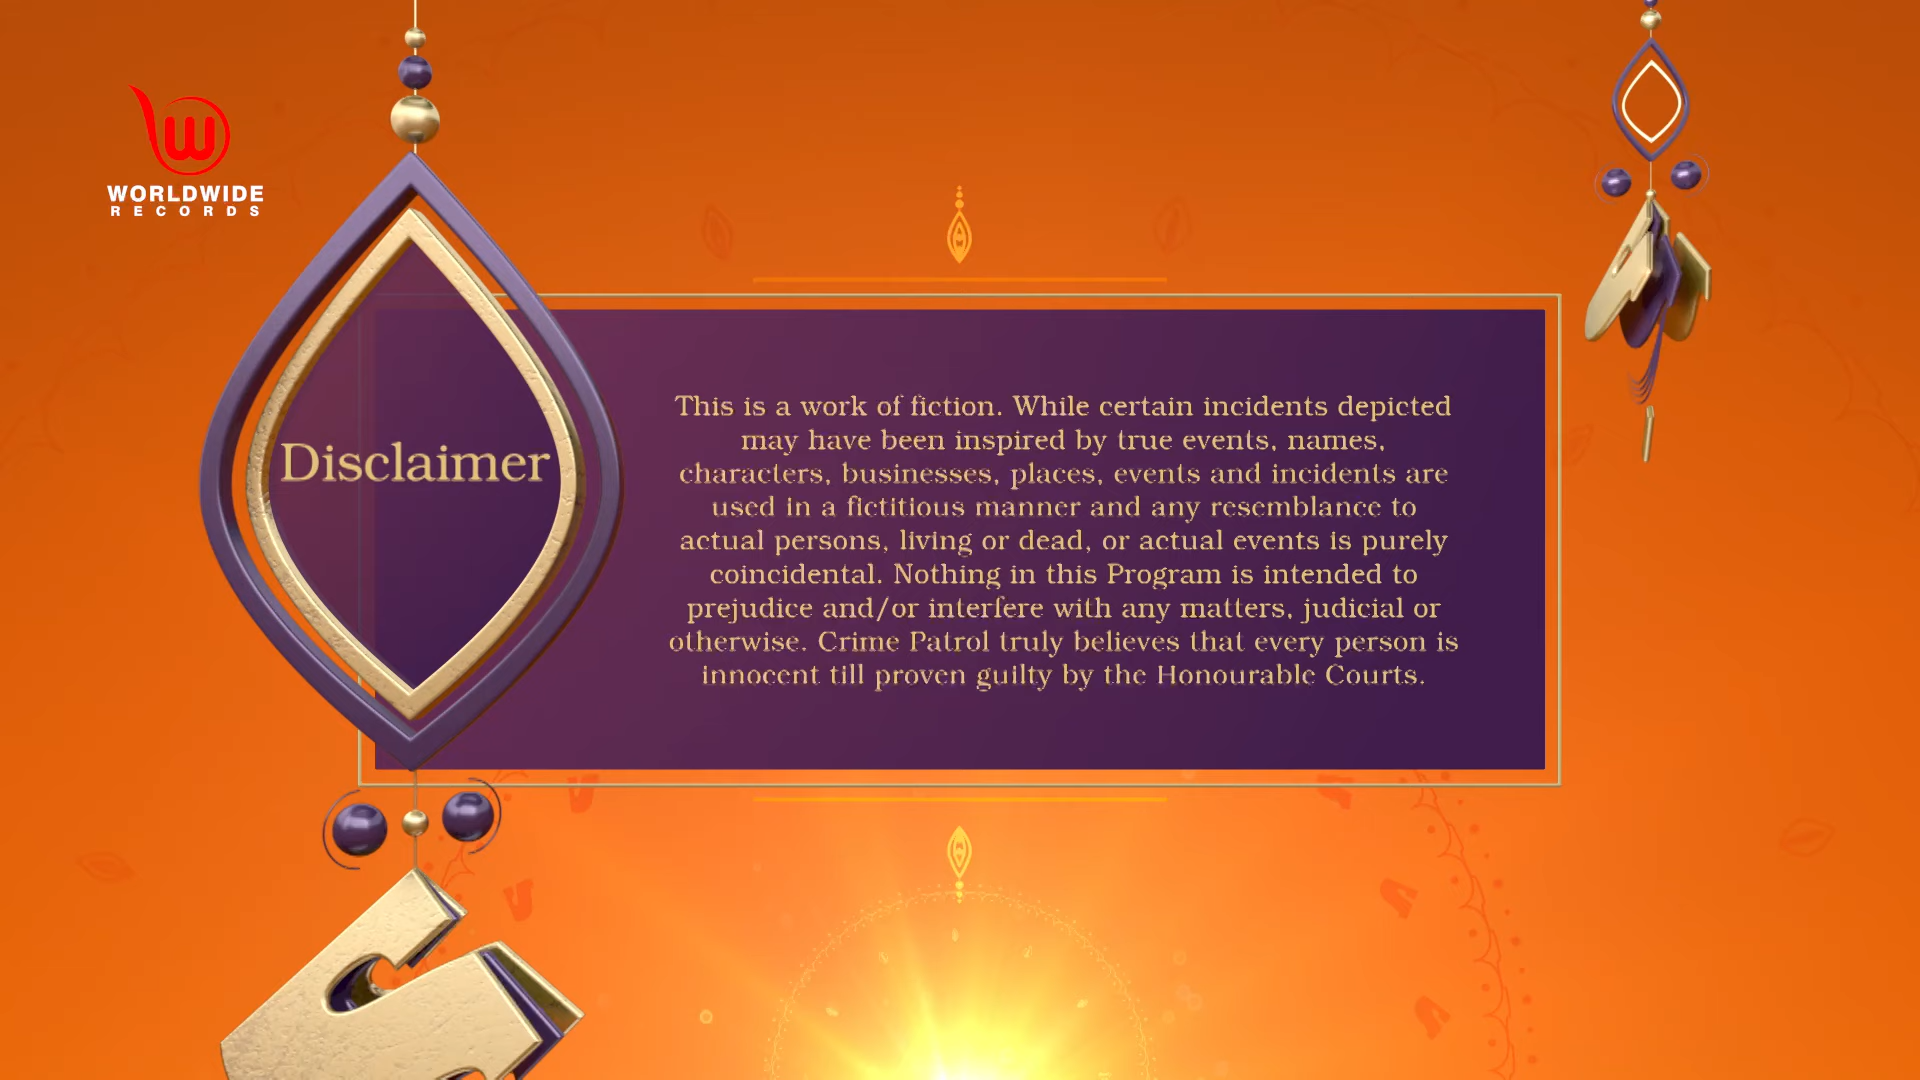 WORLDWIDE
RECORDS
Disclaimer
This is a work of fiction. While certain incidents depicted
may have been inspired by true events, names,
characters, businesses, places, events and incidents are
used in a fictitious manner and any resemblance to
actual persons, living or dead, or actual events is purely
coincidental. Nothing in this Program is intended to
prejudice and/or interfere with any matters, judicial or
otherwise. Crime Patrol truly believes that every person is
innocent till proven guilty by the Honourable Courts.